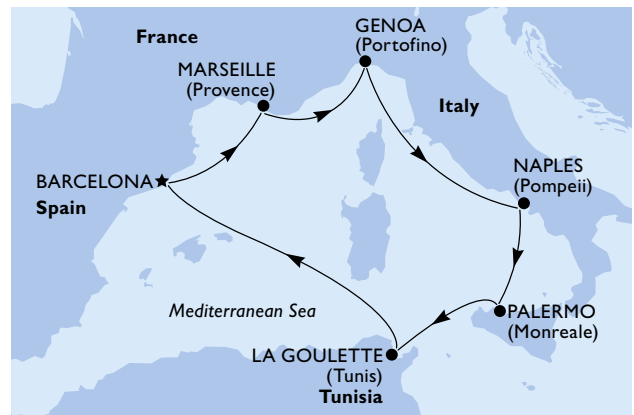 France
GENOA
(Portofino)
MARSEILLE
(Provence)
Italy
NAPLES
(Pompeii)
BARCELONA
Spain
Mediterranean Sea
PALERMO
(Monreale)
LA GOULETTE
(Tunis)
Tunisia